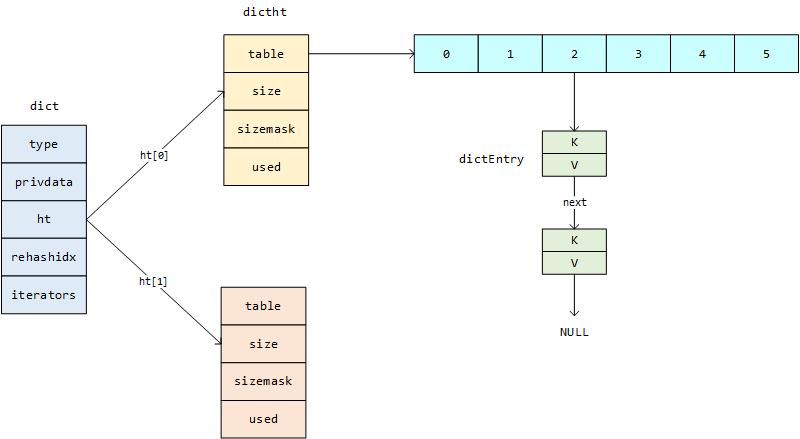 dictht
table
size
sizemask
used
0 1 2 3 4 5
dict
type
privdata
ht
rehashidx
iterators
ht[0]
ht[1]
dictEntry
K
V
next
K
V
NULL
table
size
sizemask
used